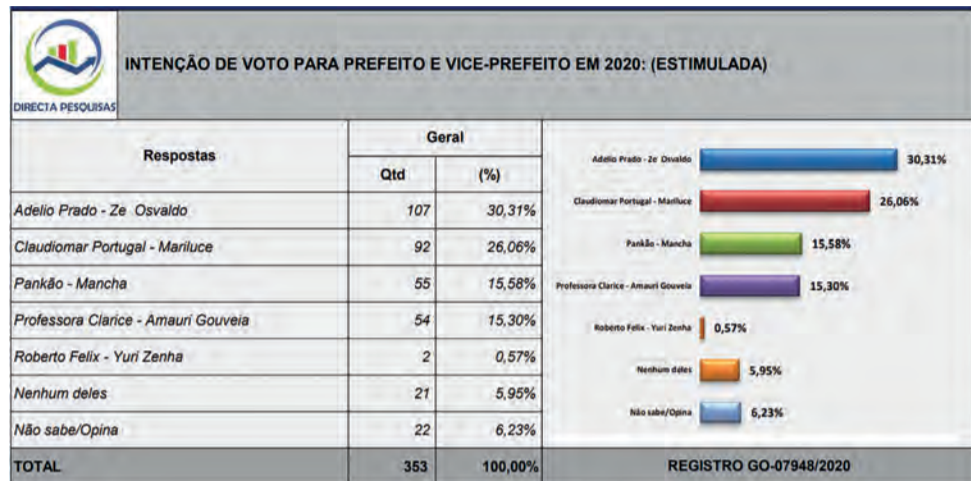 DIRECTA PESQUISAS
INTENÇÃO DE VOTO PARA PREFEITO E VICE-PREFEITO EM 2020: (ESTIMULADA)
Respostas Geral
Qtd (%)
Adelio Prado - Ze Osvaldo 107 30,31%
Claudiomar Portugal - Mariluce 92 26,06%
Pankão - Mancha 55 15,58%
Professora Clarice - Amauri Gouveia 54 15,30%
Roberto Felix - Yuri Zenha 2 0,57%
Nenhum deles 21 5,95%
Não sabe/Opina 22 6,23%
TOTAL 353 100,00%
Adelio Prado - Ze Osvaldo 30,31%
Claudiomar Portugal - Mariluce 26,06%
Pankão - Mancha 15,58%
Professora Clarice - Amauri Gouveia 15,30%
Roberto Felix - Yuri Zenha 0,57%
Nenhum deles 5,95%
Não sabe/Opina 6,23%
REGISTRO GO-07948/2020